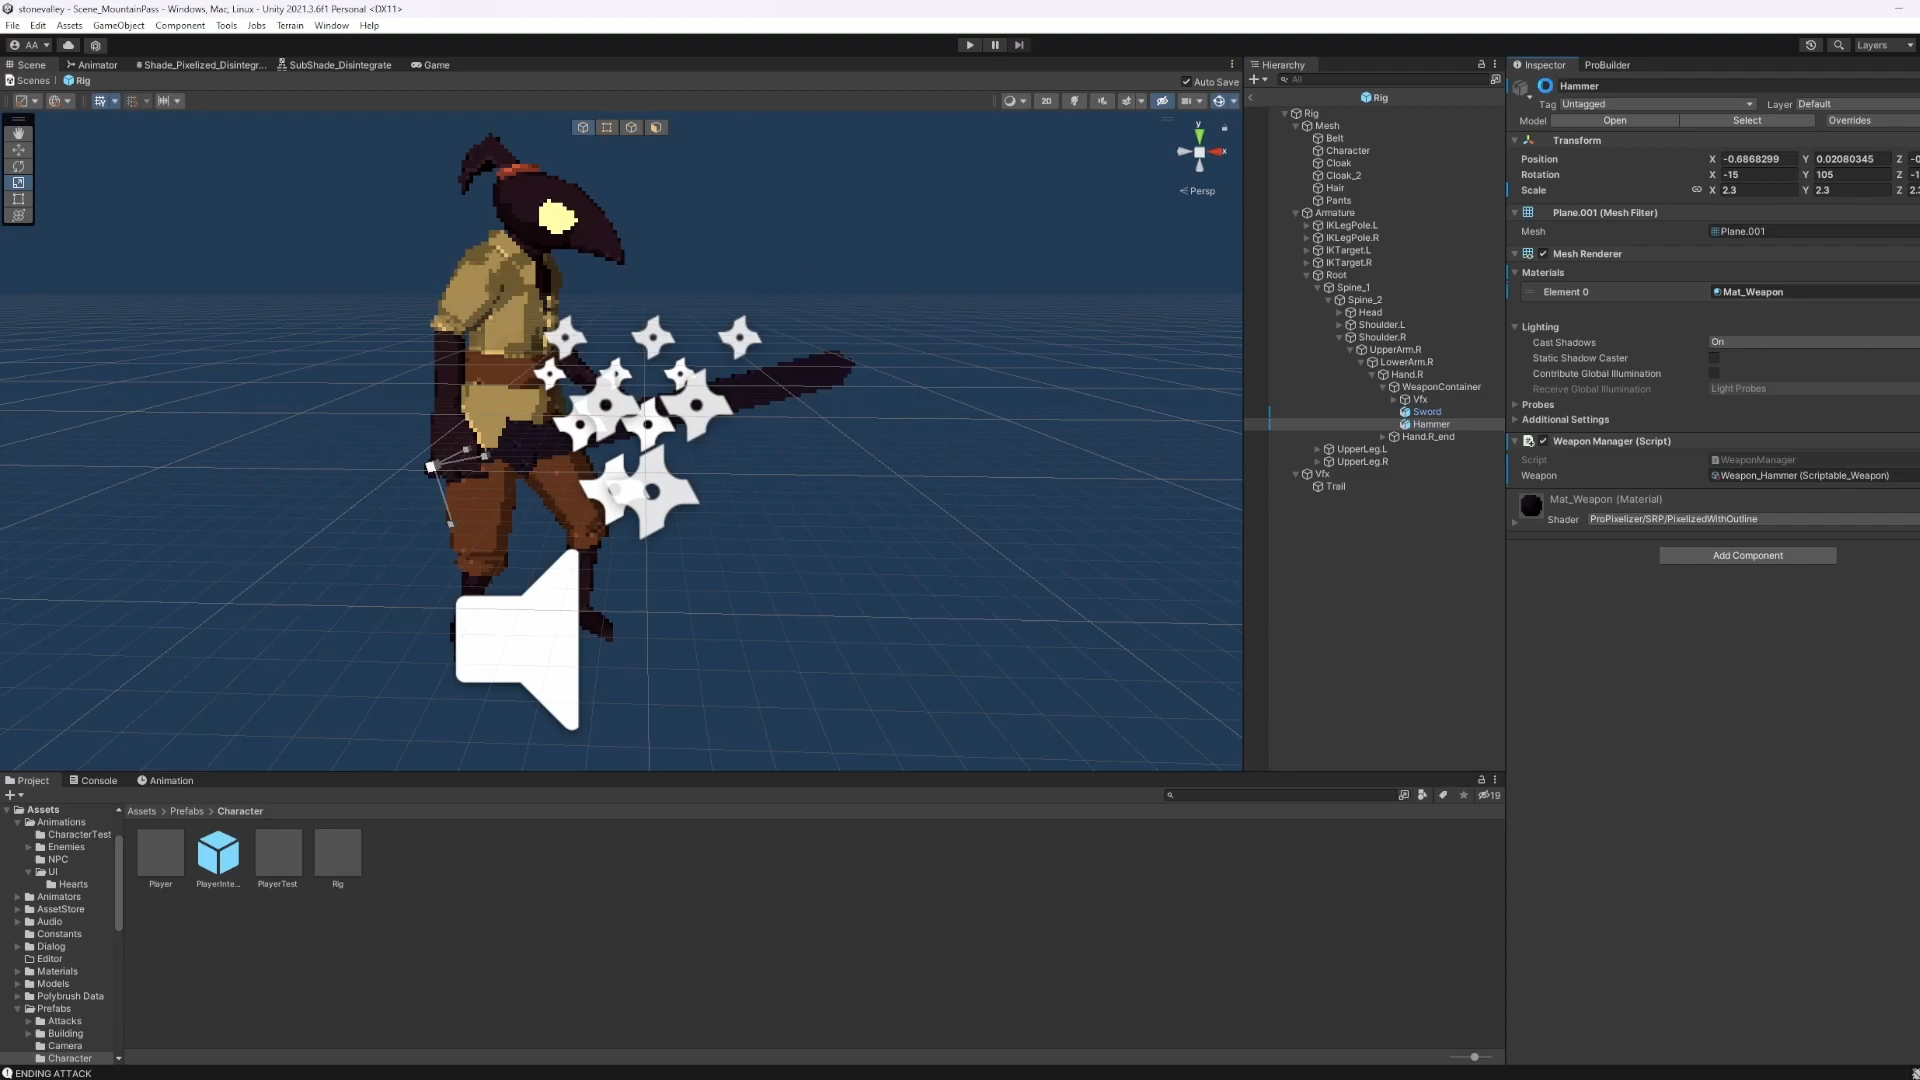 stonevalley - Scene_MountainPass - Windows, Mac, Linux - Unity 2021.3.6f1 Personal <DX11>
File Edit Assets GameObject Component Tools Jobs Terrain Window Help
AA
Layers
Scene Animator Shade_Pixelized_Disintegr... SubShade_Disintegrate Game
Scenes Rig
Auto Save
2D
y
x
Persp
Hierarchy
All
Rig
Rig
Mesh
Belt
Character
Cloak
Cloak_2
Hair
Pants
Armature
IKLegPole.L
IKLegPole.R
IKTarget.L
IKTarget.R
Root
Spine_1
Spine_2
Head
Shoulder.L
Shoulder.R
UpperArm.R
LowerArm.R
Hand.R
WeaponContainer
Vfx
Sword
Hammer
Hand.R_end
UpperLeg.L
UpperLeg.R
Vfx
Trail
Inspector ProBuilder
Hammer
Tag Untagged Layer Default
Model Open Select Overrides
Transform
Position X -0.6868299 Y 0.02080345 Z -0
Rotation X -15 Y 105 Z -1
Scale X 2.3 Y 2.3 Z 2.
Plane.001 (Mesh Filter)
Mesh Plane.001
Mesh Renderer
Materials
Element 0 Mat_Weapon
Lighting
Cast Shadows On
Static Shadow Caster
Contribute Global Illumination
Receive Global Illumination Light Probes
Probes
Additional Settings
Weapon Manager (Script)
Script WeaponManager
Weapon Weapon_Hammer (Scriptable_Weapon)
Mat_Weapon (Material)
Shader ProPixelizer/SRP/PixelizedWithOutline
Add Component
Project Console Animation
19
Assets
Animations
CharacterTest
Enemies
NPC
UI
Hearts
Animators
AssetStore
Audio
Constants
Dialog
Editor
Materials
Models
Polybrush Data
Prefabs
Attacks
Building
Camera
Character
Assets > Prefabs > Character
Player PlayerInte... PlayerTest Rig
ENDING ATTACK